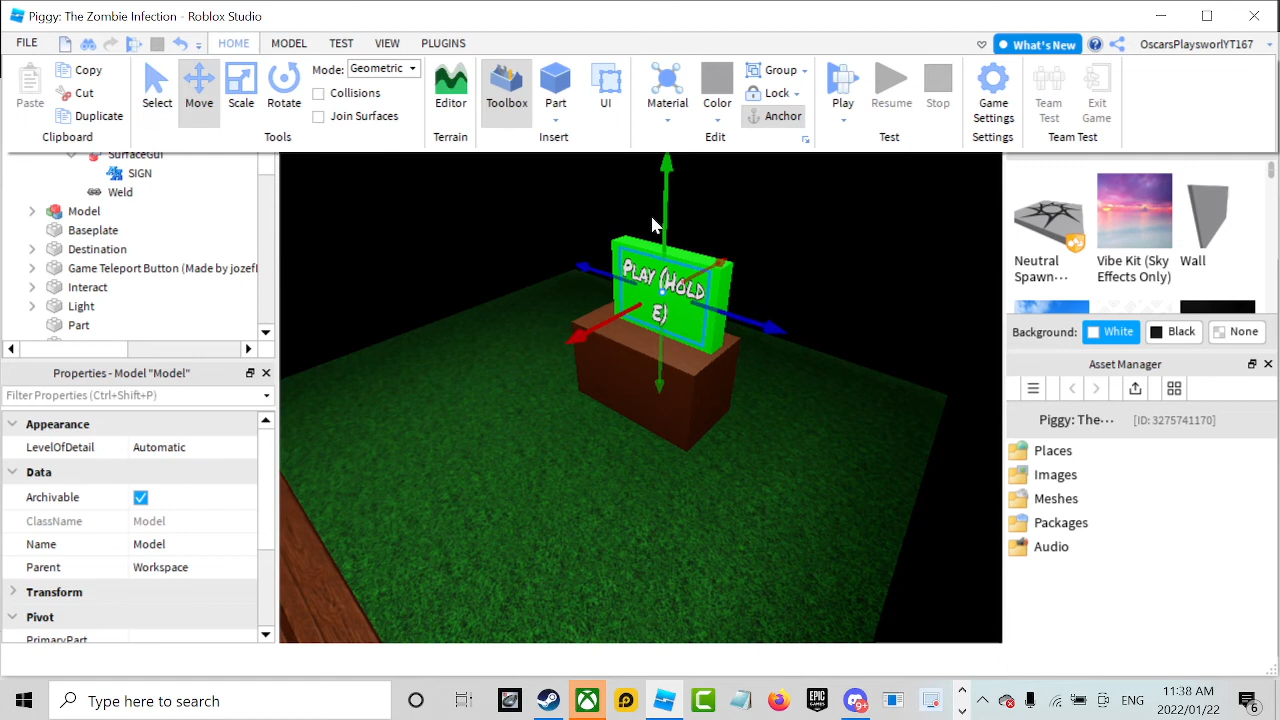 Piggy: The Zombie Infection - Roblox Studio
FILE HOME MODEL TEST VIEW PLUGINS What's New OscarsPlaysworlYT167
Paste Copy Cut Duplicate Clipboard
Select Move Scale Rotate Mode: Geometric Collisions Join Surfaces Tools
Editor Terrain
Toolbox Part UI Insert
Material Color Group Lock Anchor Edit
Play Resume Stop Test
Game Settings Settings
Team Test Exit Game Team Test
SurfaceGui
SIGN
Weld
Model
Baseplate
Destination
Game Teleport Button (Made by jozef
Interact
Light
Part
Properties - Model "Model"
Filter Properties (Ctrl+Shift+P)
Appearance
LevelOfDetail Automatic
Data
Archivable
ClassName Model
Name Model
Parent Workspace
Transform
Pivot
PrimaryPart
PLAY (HOLD
E)
Neutral Spawn···
Vibe Kit (Sky Effects Only)
Wall
Background: White Black None
Asset Manager
Piggy: The··· [ID: 3275741170]
Places
Images
Meshes
Packages
Audio
Type here to search
EPIC GAMES
ENG
11:38 AM
2022/01/22
6